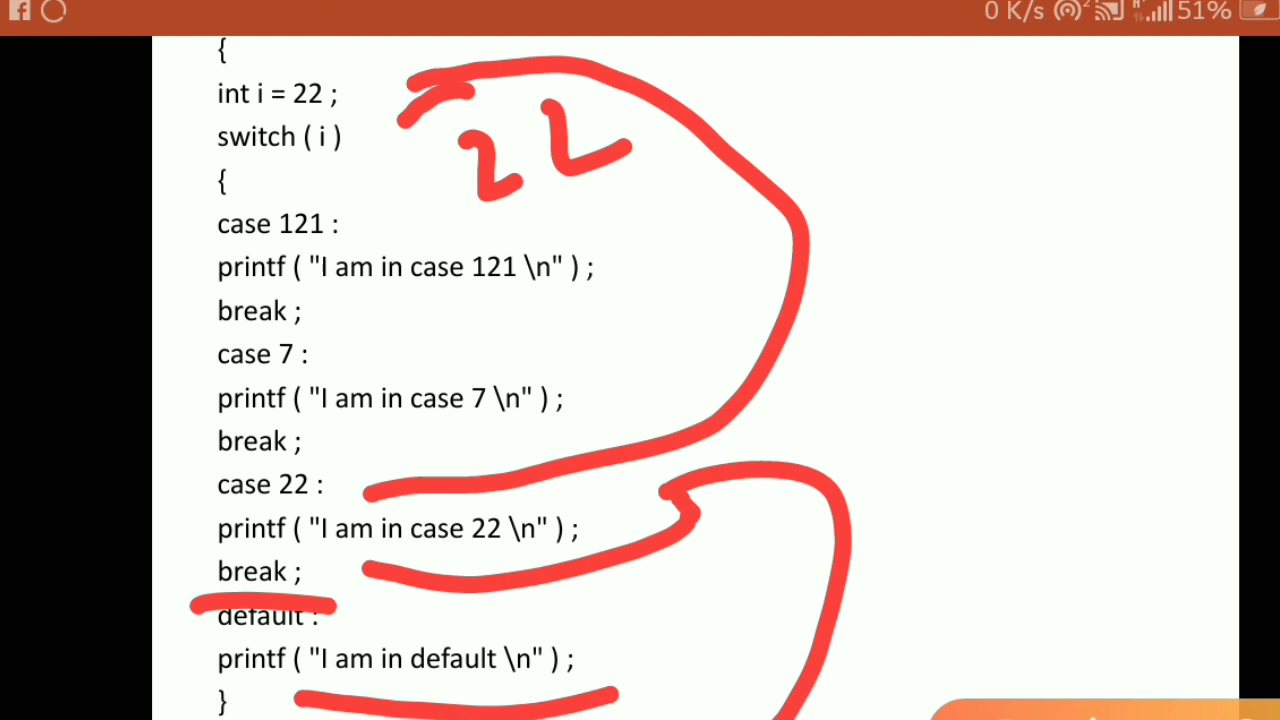 0 K/s 51%
{
int i = 22 ;
switch ( i )
22
{
case 121 :
printf ( "I am in case 121 \n" ) ;
break ;
case 7 :
printf ( "I am in case 7 \n" ) ;
break ;
case 22 :
printf ( "I am in case 22 \n" ) ;
break ;
default :
printf ( "I am in default \n" ) ;
}